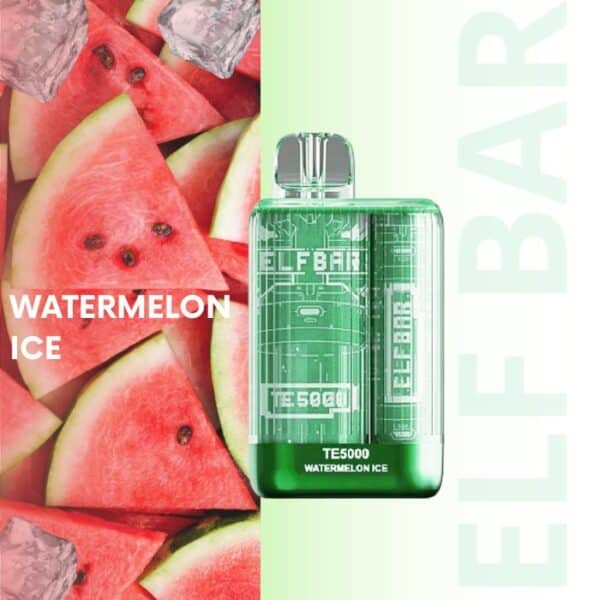 WATERMELON
ICE
ELFBAR
ELFBAR
TE5000
TE5000
WATERMELON ICE
ELF BAR